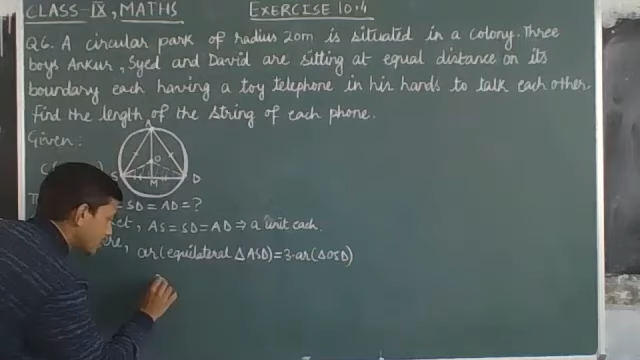 CLASS-IX, MATHS
EXERCISE 10.4
Q6. A circular park of radius 20m is situated in a colony. Three
boys Ankur, Syed and David are sitting at equal distance on its
boundary each having a toy telephone in his hands to talk each other.
Find the length of the string of each phone.
Given:
A
O
S
M
D
SD = AD = ?
Let, AS = SD = AD ⇒ a unit each.
ar(equilateral Δ ASD) = 3·ar(Δ OSD)